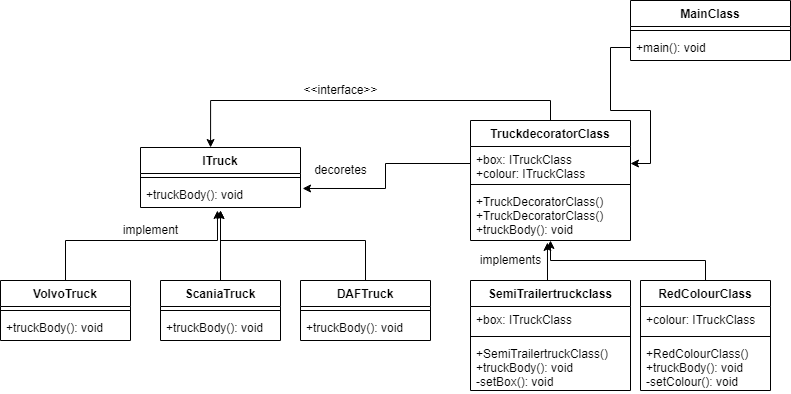 MainClass
+main(): void
<<interface>>
TruckdecoratorClass
+box: ITruckClass
+colour: ITruckClass
+TruckDecoratorClass()
+TruckDecoratorClass()
+truckBody(): void
ITruck
+truckBody(): void
decoretes
implement
implements
VolvoTruck
+truckBody(): void
ScaniaTruck
+truckBody(): void
DAFTruck
+truckBody(): void
SemiTrailertruckclass
+box: ITruckClass
+SemiTrailertruckClass()
+truckBody(): void
-setBox(): void
RedColourClass
+colour: ITruckClass
+RedColourClass()
+truckBody(): void
-setColour(): void